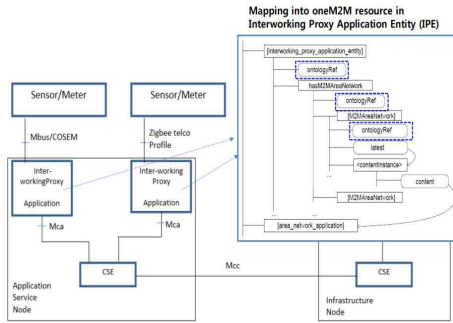 Mapping into oneM2M resource in
Interworking Proxy Application Entity (IPE)
[interworking_proxy_application_entity]
ontologyRef
hasM2MAreaNetwork
ontologyRef
[M2MAreaNetwork]
ontologyRef
latest
<contentInstance>
...
...
...
content
[M2MAreaNetwork]
[area_network_application]
Sensor/Meter
Sensor/Meter
Mbus/COSEM
Zigbee telco
Profile
Inter-
workingProxy
Application
Inter-working
Proxy
Application
Mca
Mca
CSE
Mcc
CSE
Application
Service
Node
Infrastructure
Node